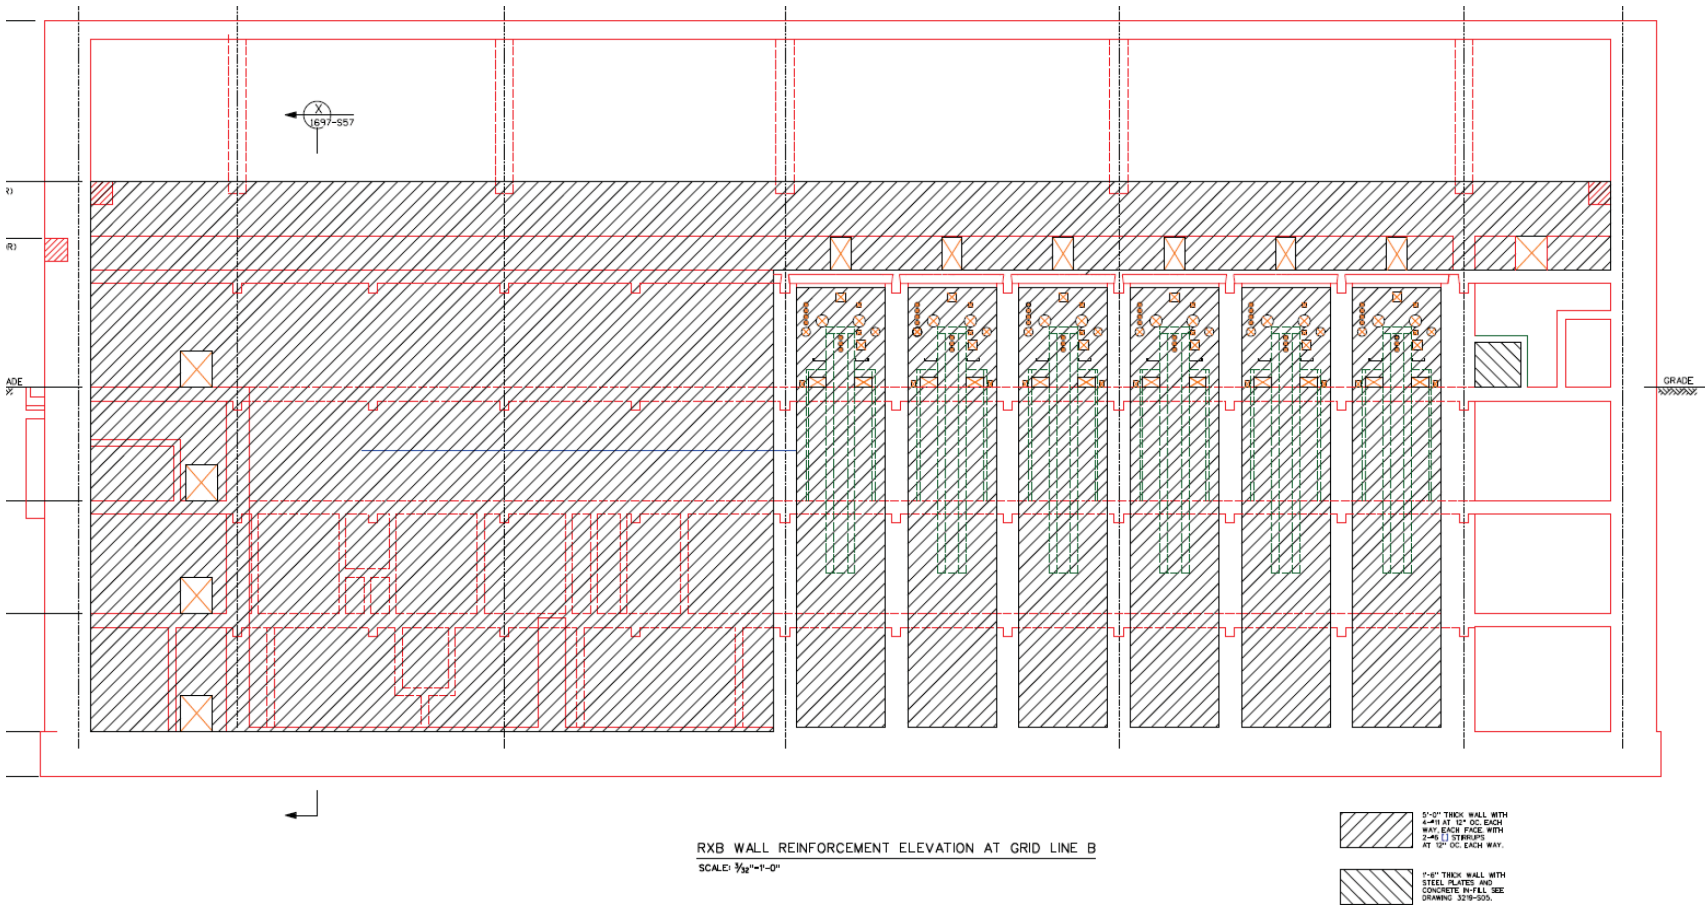 X
1697-S57
R)
R)
ADE
GRADE
RXB WALL REINFORCEMENT ELEVATION AT GRID LINE B
SCALE: 3/32"=1'-0"
5'-0" THICK WALL WITH
4-#11 AT 12" OC. EACH
WAY, EACH FACE, WITH
2-#6 [] STIRRUPS
AT 12" OC. EACH WAY.
1'-6" THICK WALL WITH
STEEL PLATES AND
CONCRETE IN-FILL SEE
DRAWING 3219-S05.